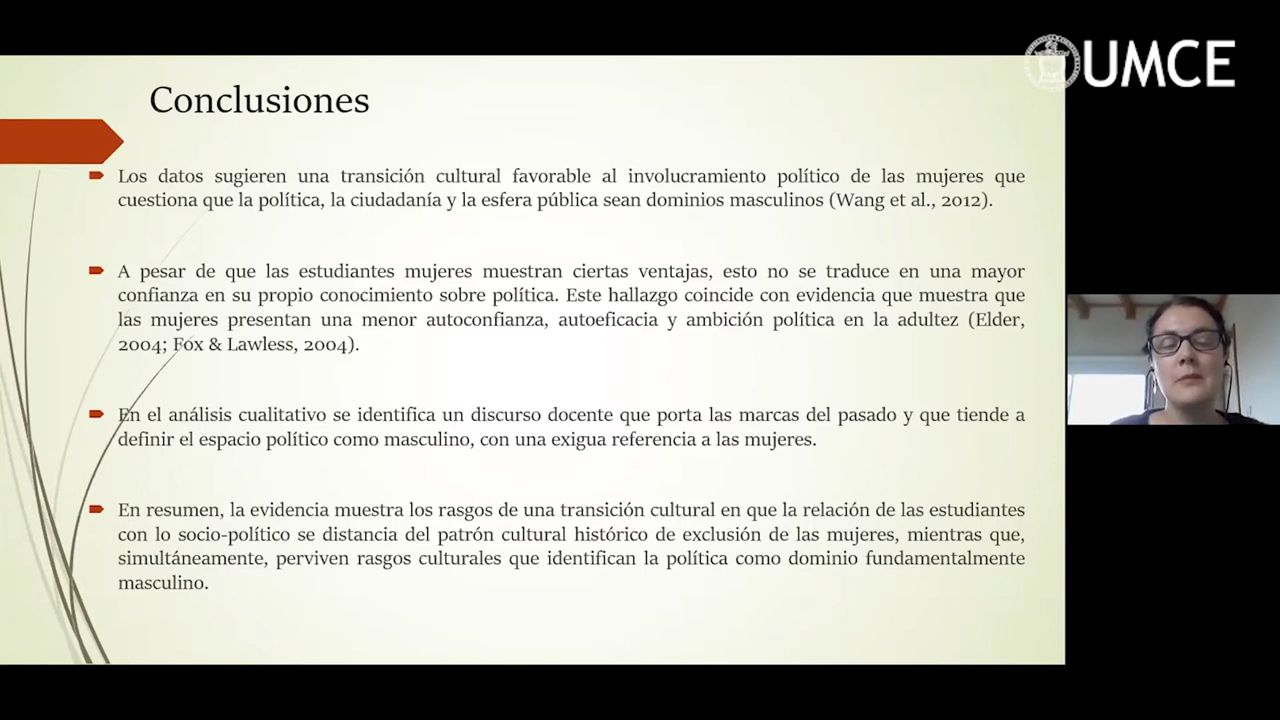 UMCE
Conclusiones
Los datos sugieren una transición cultural favorable al involucramiento político de las mujeres que
cuestiona que la política, la ciudadanía y la esfera pública sean dominios masculinos (Wang et al., 2012).
A pesar de que las estudiantes mujeres muestran ciertas ventajas, esto no se traduce en una mayor
confianza en su propio conocimiento sobre política. Este hallazgo coincide con evidencia que muestra que
las mujeres presentan una menor autoconfianza, autoeficacia y ambición política en la adultez (Elder,
2004; Fox & Lawless, 2004).
En el análisis cualitativo se identifica un discurso docente que porta las marcas del pasado y que tiende a
definir el espacio político como masculino, con una exigua referencia a las mujeres.
En resumen, la evidencia muestra los rasgos de una transición cultural en que la relación de las estudiantes
con lo socio-político se distancia del patrón cultural histórico de exclusión de las mujeres, mientras que,
simultáneamente, perviven rasgos culturales que identifican la política como dominio fundamentalmente
masculino.